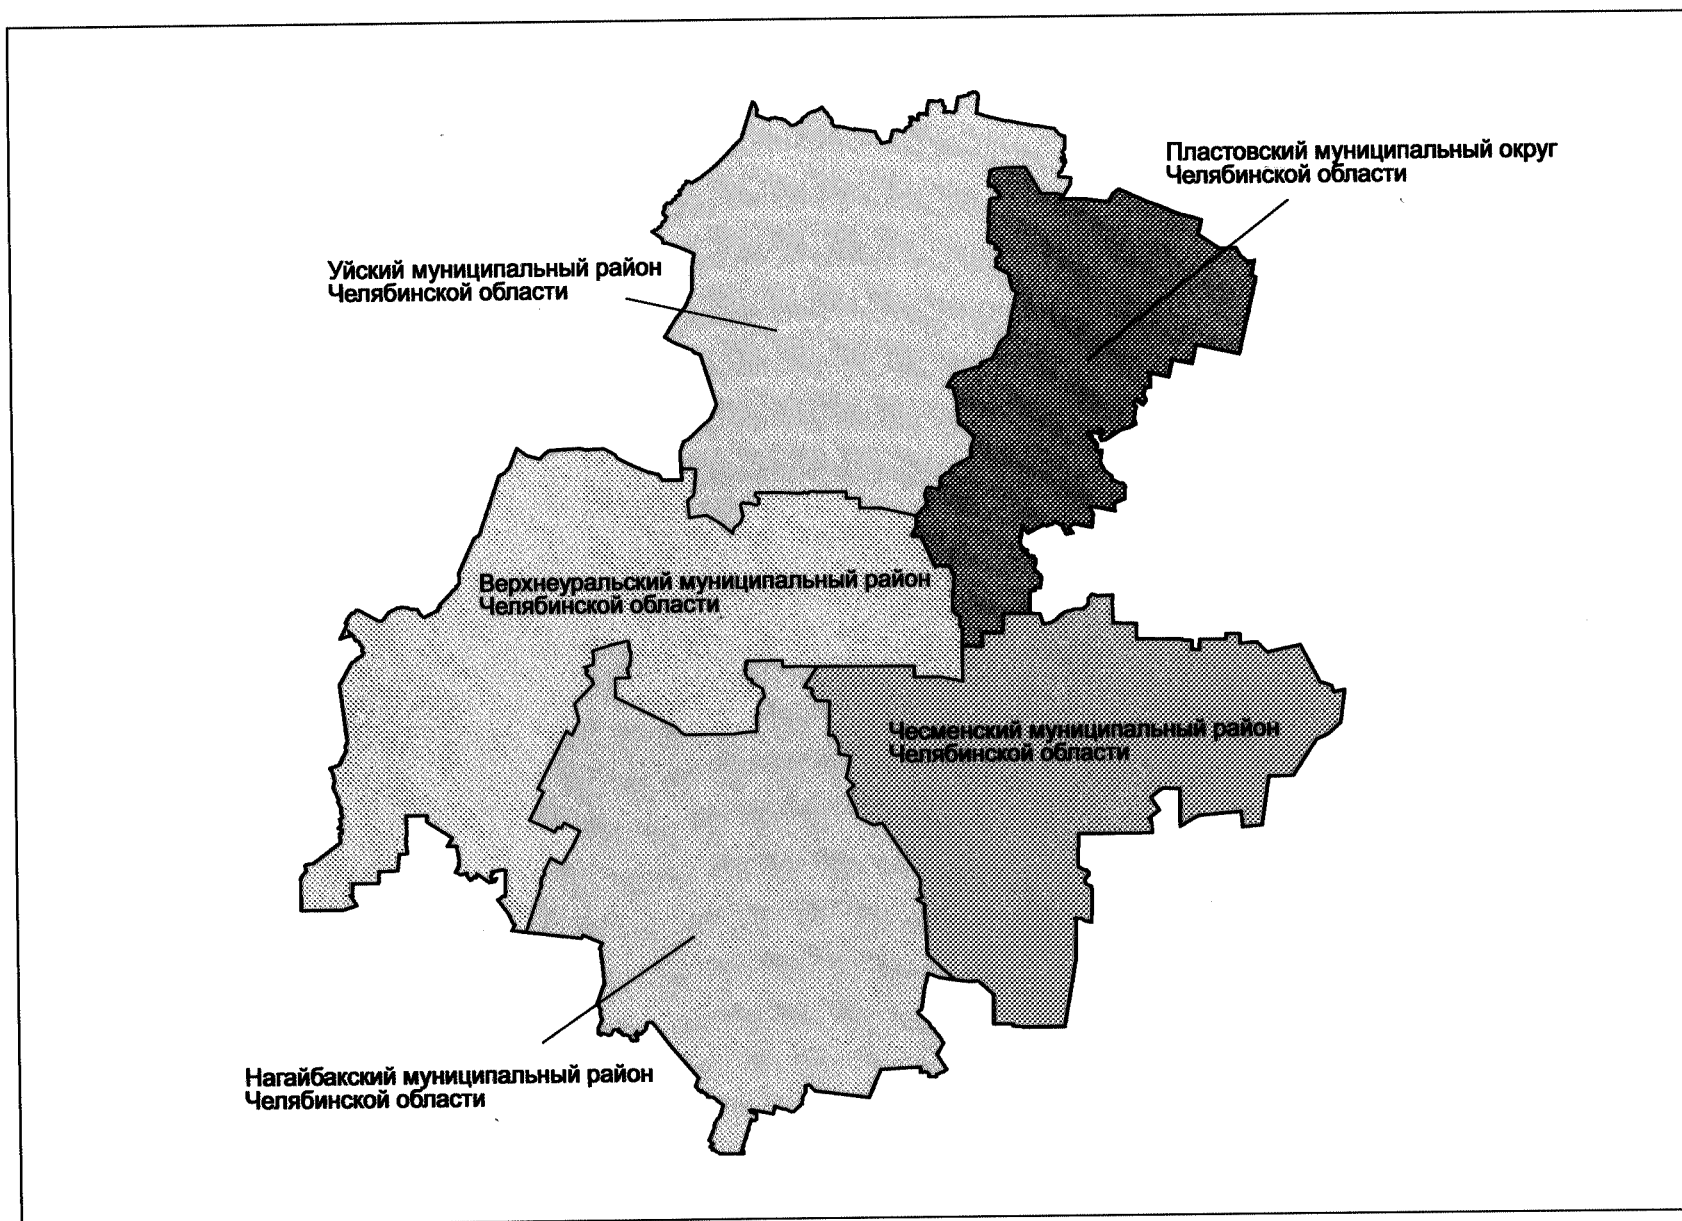 Пластовский муниципальный округ
Челябинской области
Уйский муниципальный район
Челябинской области
Верхнеуральский муниципальный район
Челябинской области
Чесменский муниципальный район
Челябинской области
Нагайбакский муниципальный район
Челябинской области